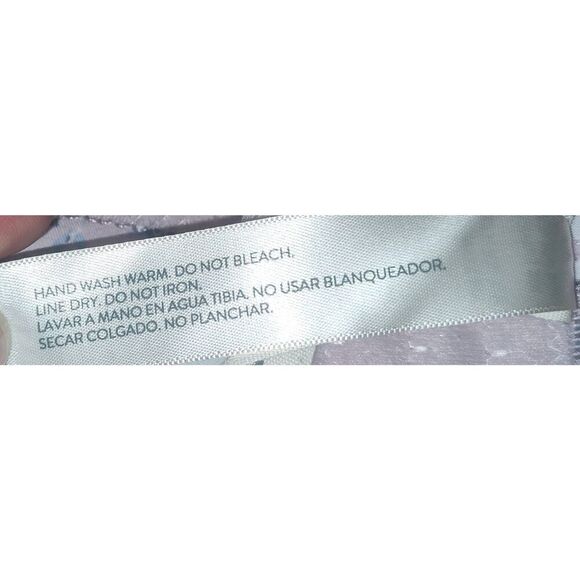 HAND WASH WARM. DO NOT BLEACH.
LINE DRY. DO NOT IRON.
LAVAR A MANO EN AGUA TIBIA. NO USAR BLANQUEADOR.
SECAR COLGADO. NO PLANCHAR.